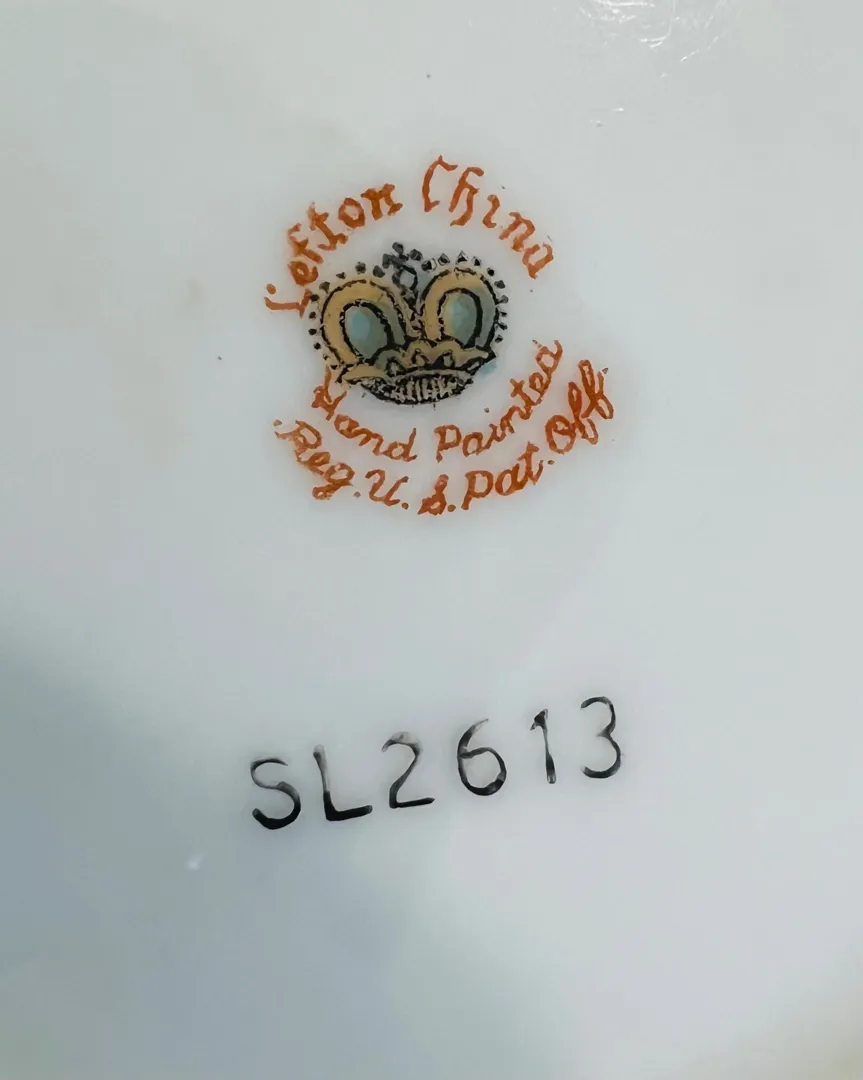 Lefton China
Hand Painted
Reg. U. S. Pat. Off.
SL2613